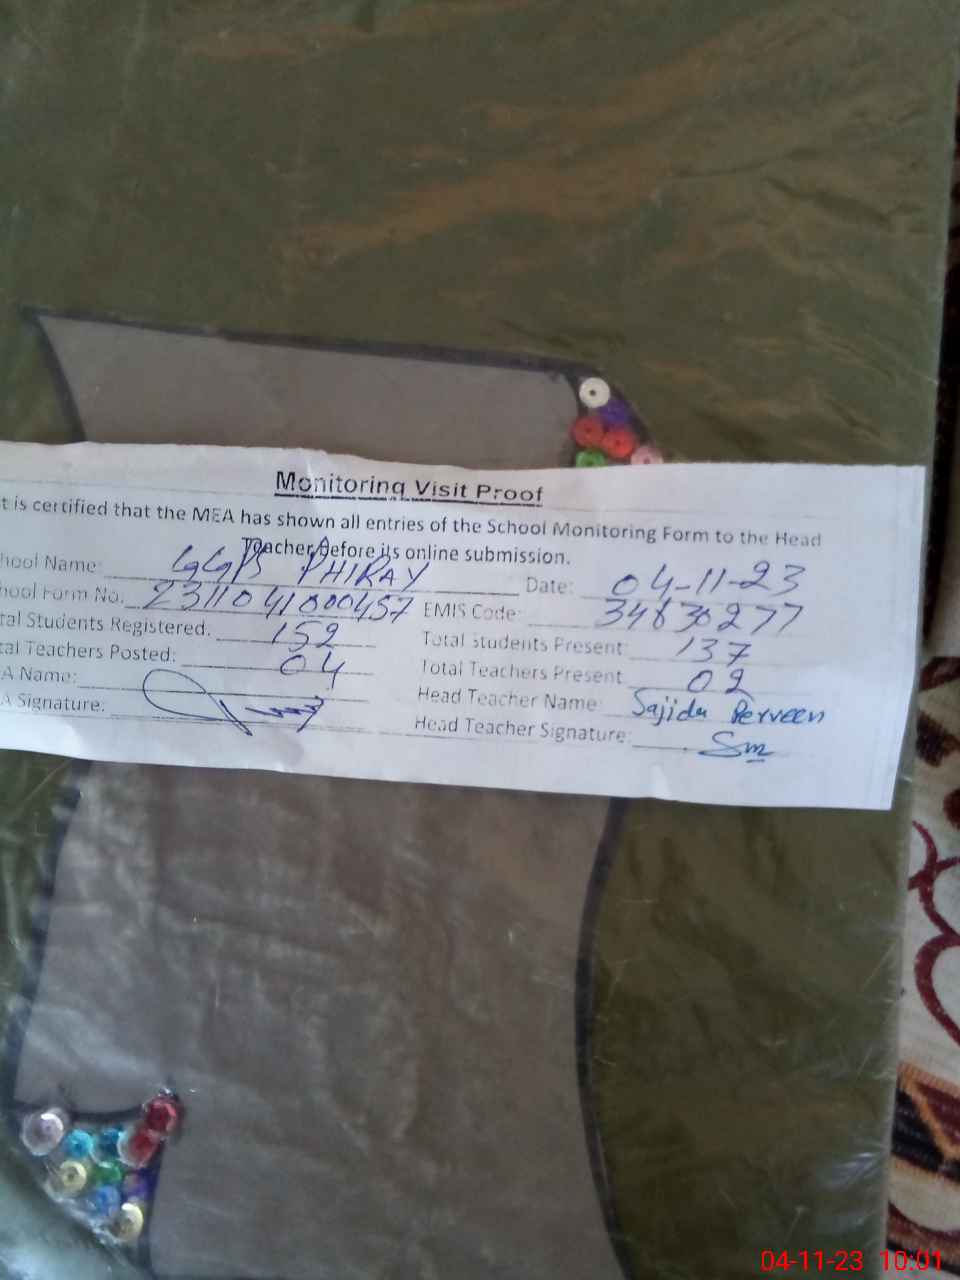 Monitoring Visit Proof
t is certified that the MEA has shown all entries of the School Monitoring Form to the Head
Teacher before its online submission.
hool Name: GGPS PHIRAY Date: 04-11-23
hool Form No. 2311041000457 EMIS Code: 34830277
tal Students Registered: 152 Total Students Present: 137
tal Teachers Posted: 04 Total Teachers Present 02
A Name: Head Teacher Name: Sajida Perveen
A Signature: Head Teacher Signature: Sm
04-11-23 10:01